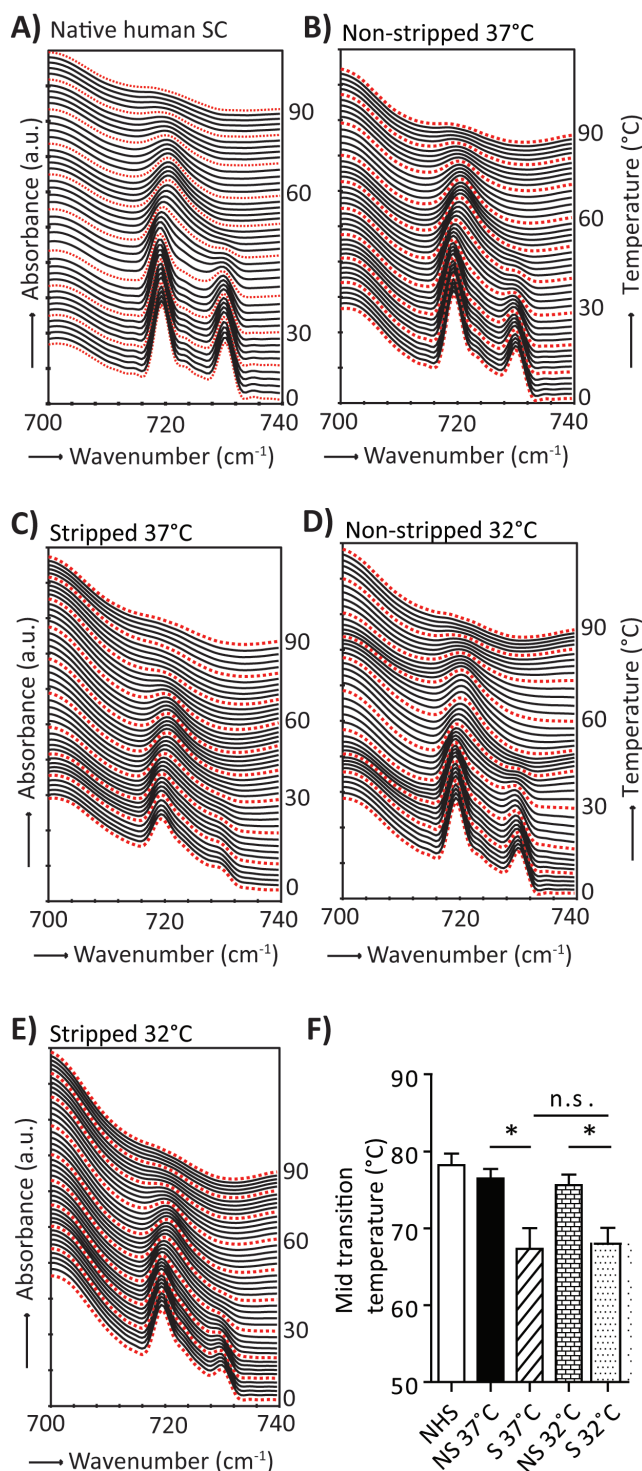 A) Native human SC
B) Non-stripped 37°C
Absorbance (a.u.)
90
60
30
0
700
720
740
Wavenumber (cm-1)
90
60
30
0
Temperature (°C)
700
720
740
Wavenumber (cm-1)
C) Stripped 37°C
D) Non-stripped 32°C
Absorbance (a.u.)
90
60
30
0
700
720
740
Wavenumber (cm-1)
90
60
30
0
Temperature (°C)
700
720
740
Wavenumber (cm-1)
E) Stripped 32°C
Absorbance (a.u.)
90
60
30
0
700
720
740
Wavenumber (cm-1)
F)
Mid transition
temperature (°C)
90
80
70
60
50
n.s.
*
*
NHS
NS 37°C
S 37°C
NS 32°C
S 32°C